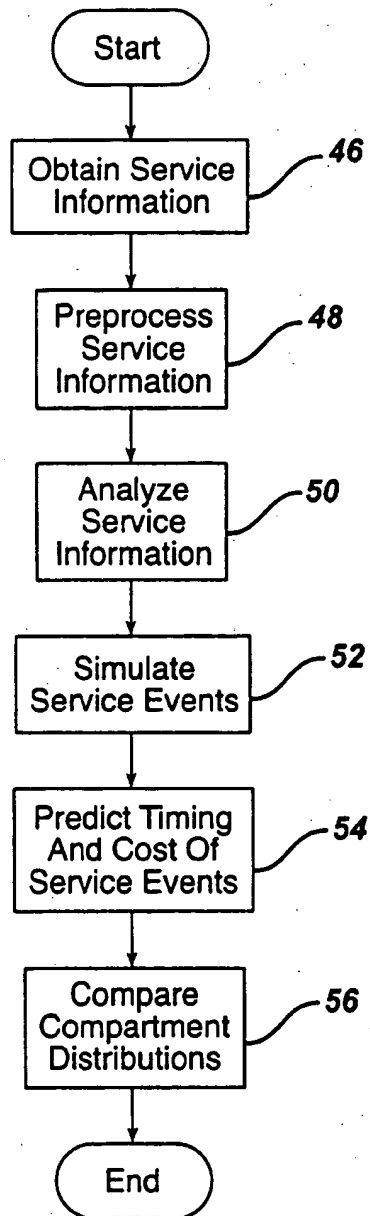 Start
Obtain Service
Information
46
Preprocess
Service
Information
48
Analyze
Service
Information
50
Simulate
Service Events
52
Predict Timing
And Cost Of
Service Events
54
Compare
Compartment
Distributions
56
End